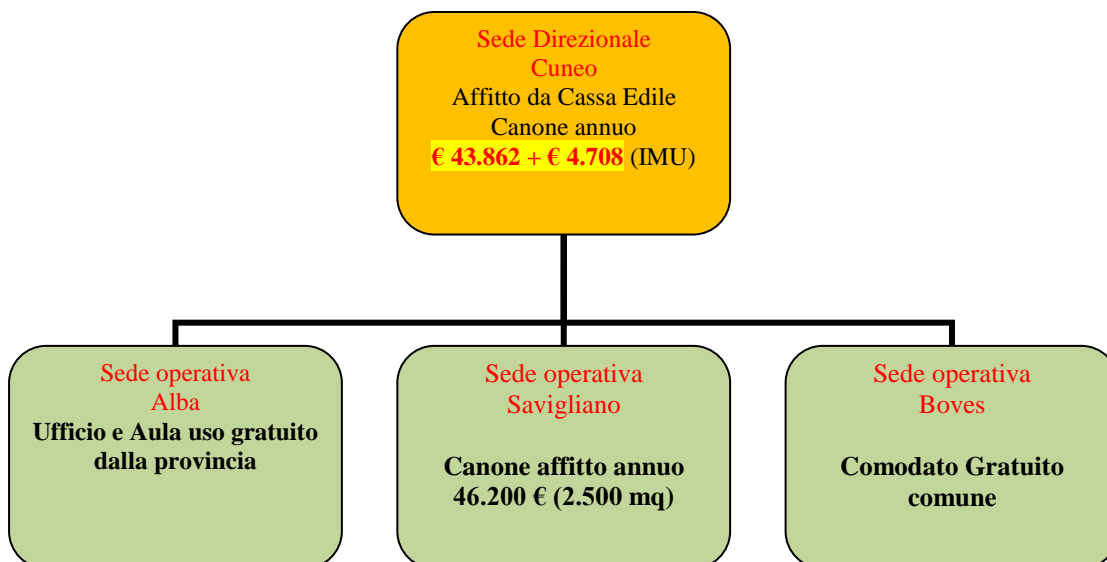 Sede Direzionale
Cuneo
Affitto da Cassa Edile
Canone annuo
€ 43.862 + € 4.708 (IMU)
Sede operativa
Alba
Ufficio e Aula uso gratuito
dalla provincia
Sede operativa
Savigliano
Canone affitto annuo
46.200 € (2.500 mq)
Sede operativa
Boves
Comodato Gratuito
comune